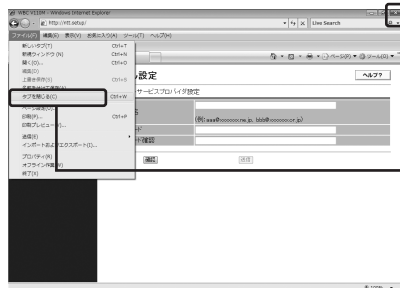 WBC V110M - Windows Internet Explorer
http://ntt.setup/
Live Search
ファイル(F) 編集(E) 表示(V) お気に入り(A) ツール(T) ヘルプ(H)
新しいタブ(T) Ctrl+T
新規ウィンドウ(N) Ctrl+N
開く(O)... Ctrl+O
ページ(P) ツール(O)
上書き保存(S) Ctrl+S
設定
ヘルプ?
タブを閉じる(C) Ctrl+W
サービスプロバイダ設定
印刷(P)... Ctrl+P
(例:aaa@xxxxxx.ne.jp、bbb@xxxxxx.or.jp)
印刷プレビュー(V)...
送信(E)
インポートおよびエクスポート(I)...
確認
プロパティ(R)
オフライン作業(W)
終了(X)
100%